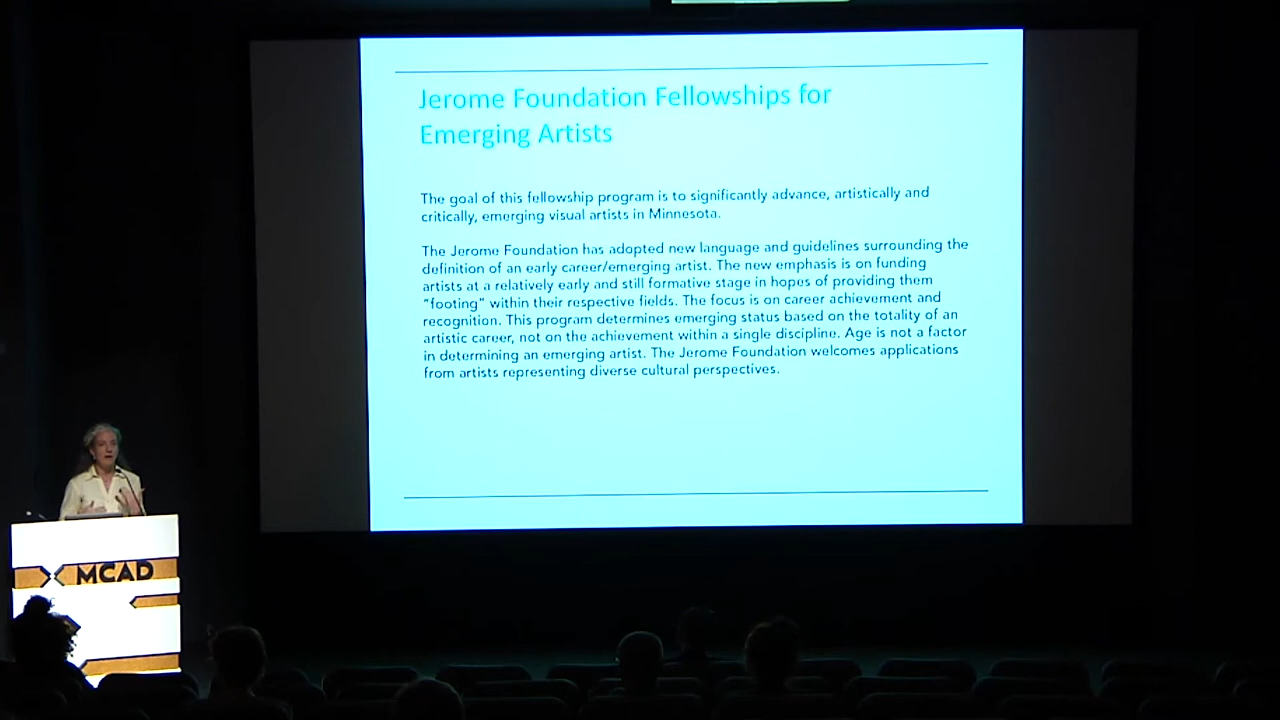 Jerome Foundation Fellowships for
Emerging Artists
The goal of this fellowship program is to significantly advance, artistically and
critically, emerging visual artists in Minnesota.
The Jerome Foundation has adopted new language and guidelines surrounding the
definition of an early career/emerging artist. The new emphasis is on funding
artists at a relatively early and still formative stage in hopes of providing them
“footing” within their respective fields. The focus is on career achievement and
recognition. This program determines emerging status based on the totality of an
artistic career, not on the achievement within a single discipline. Age is not a factor
in determining an emerging artist. The Jerome Foundation welcomes applications
from artists representing diverse cultural perspectives.
MCAD